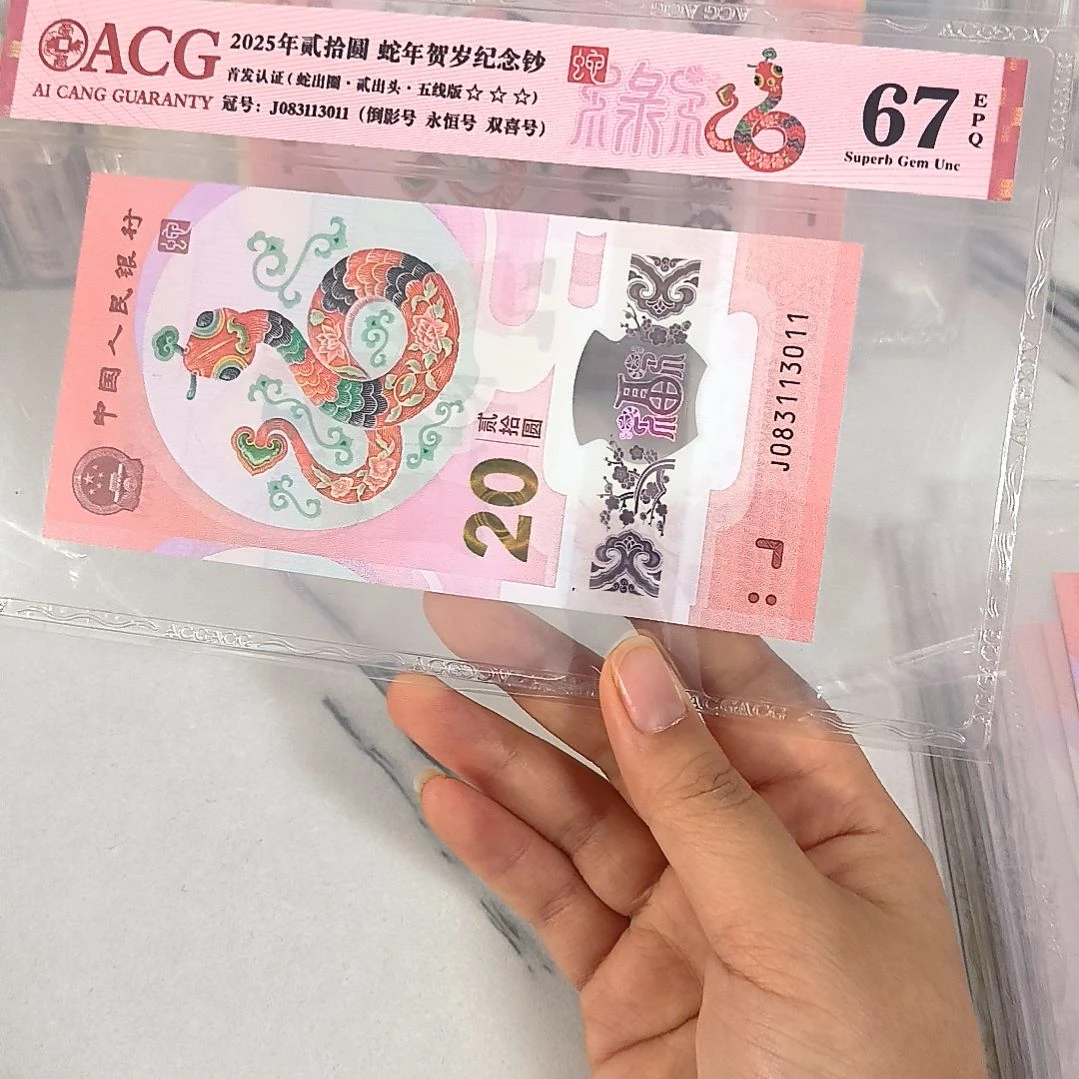 ACG
AI CANG GUARANTY
2025年贰拾圆 蛇年贺岁纪念钞
首发认证(蛇出圈·贰出头·五线版☆☆☆)
冠号: J083113011 (倒影号 永恒号 双喜号)
67
EPQ
Superb Gem Unc
中国人民银行
贰拾圆
20
福
J083113011
ACGACG